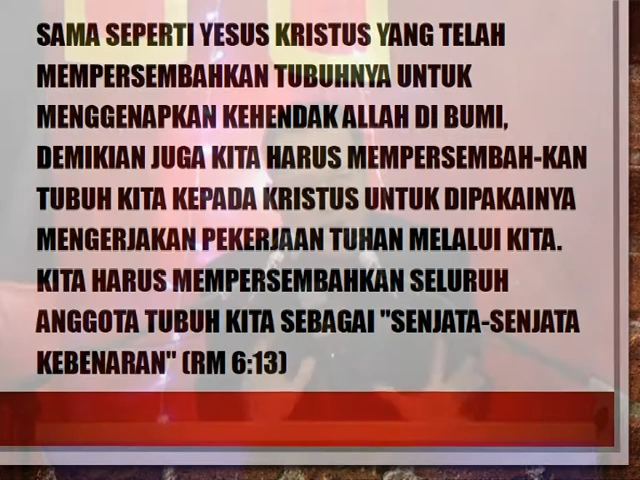 SAMA SEPERTI YESUS KRISTUS YANG TELAH
MEMPERSEMBAHKAN TUBUHNYA UNTUK
MENGGENAPKAN KEHENDAK ALLAH DI BUMI,
DEMIKIAN JUGA KITA HARUS MEMPERSEMBAH-KAN
TUBUH KITA KEPADA KRISTUS UNTUK DIPAKAINYA
MENGERJAKAN PEKERJAAN TUHAN MELALUI KITA.
KITA HARUS MEMPERSEMBAHKAN SELURUH
ANGGOTA TUBUH KITA SEBAGAI "SENJATA-SENJATA
KEBENARAN" (RM 6:13)